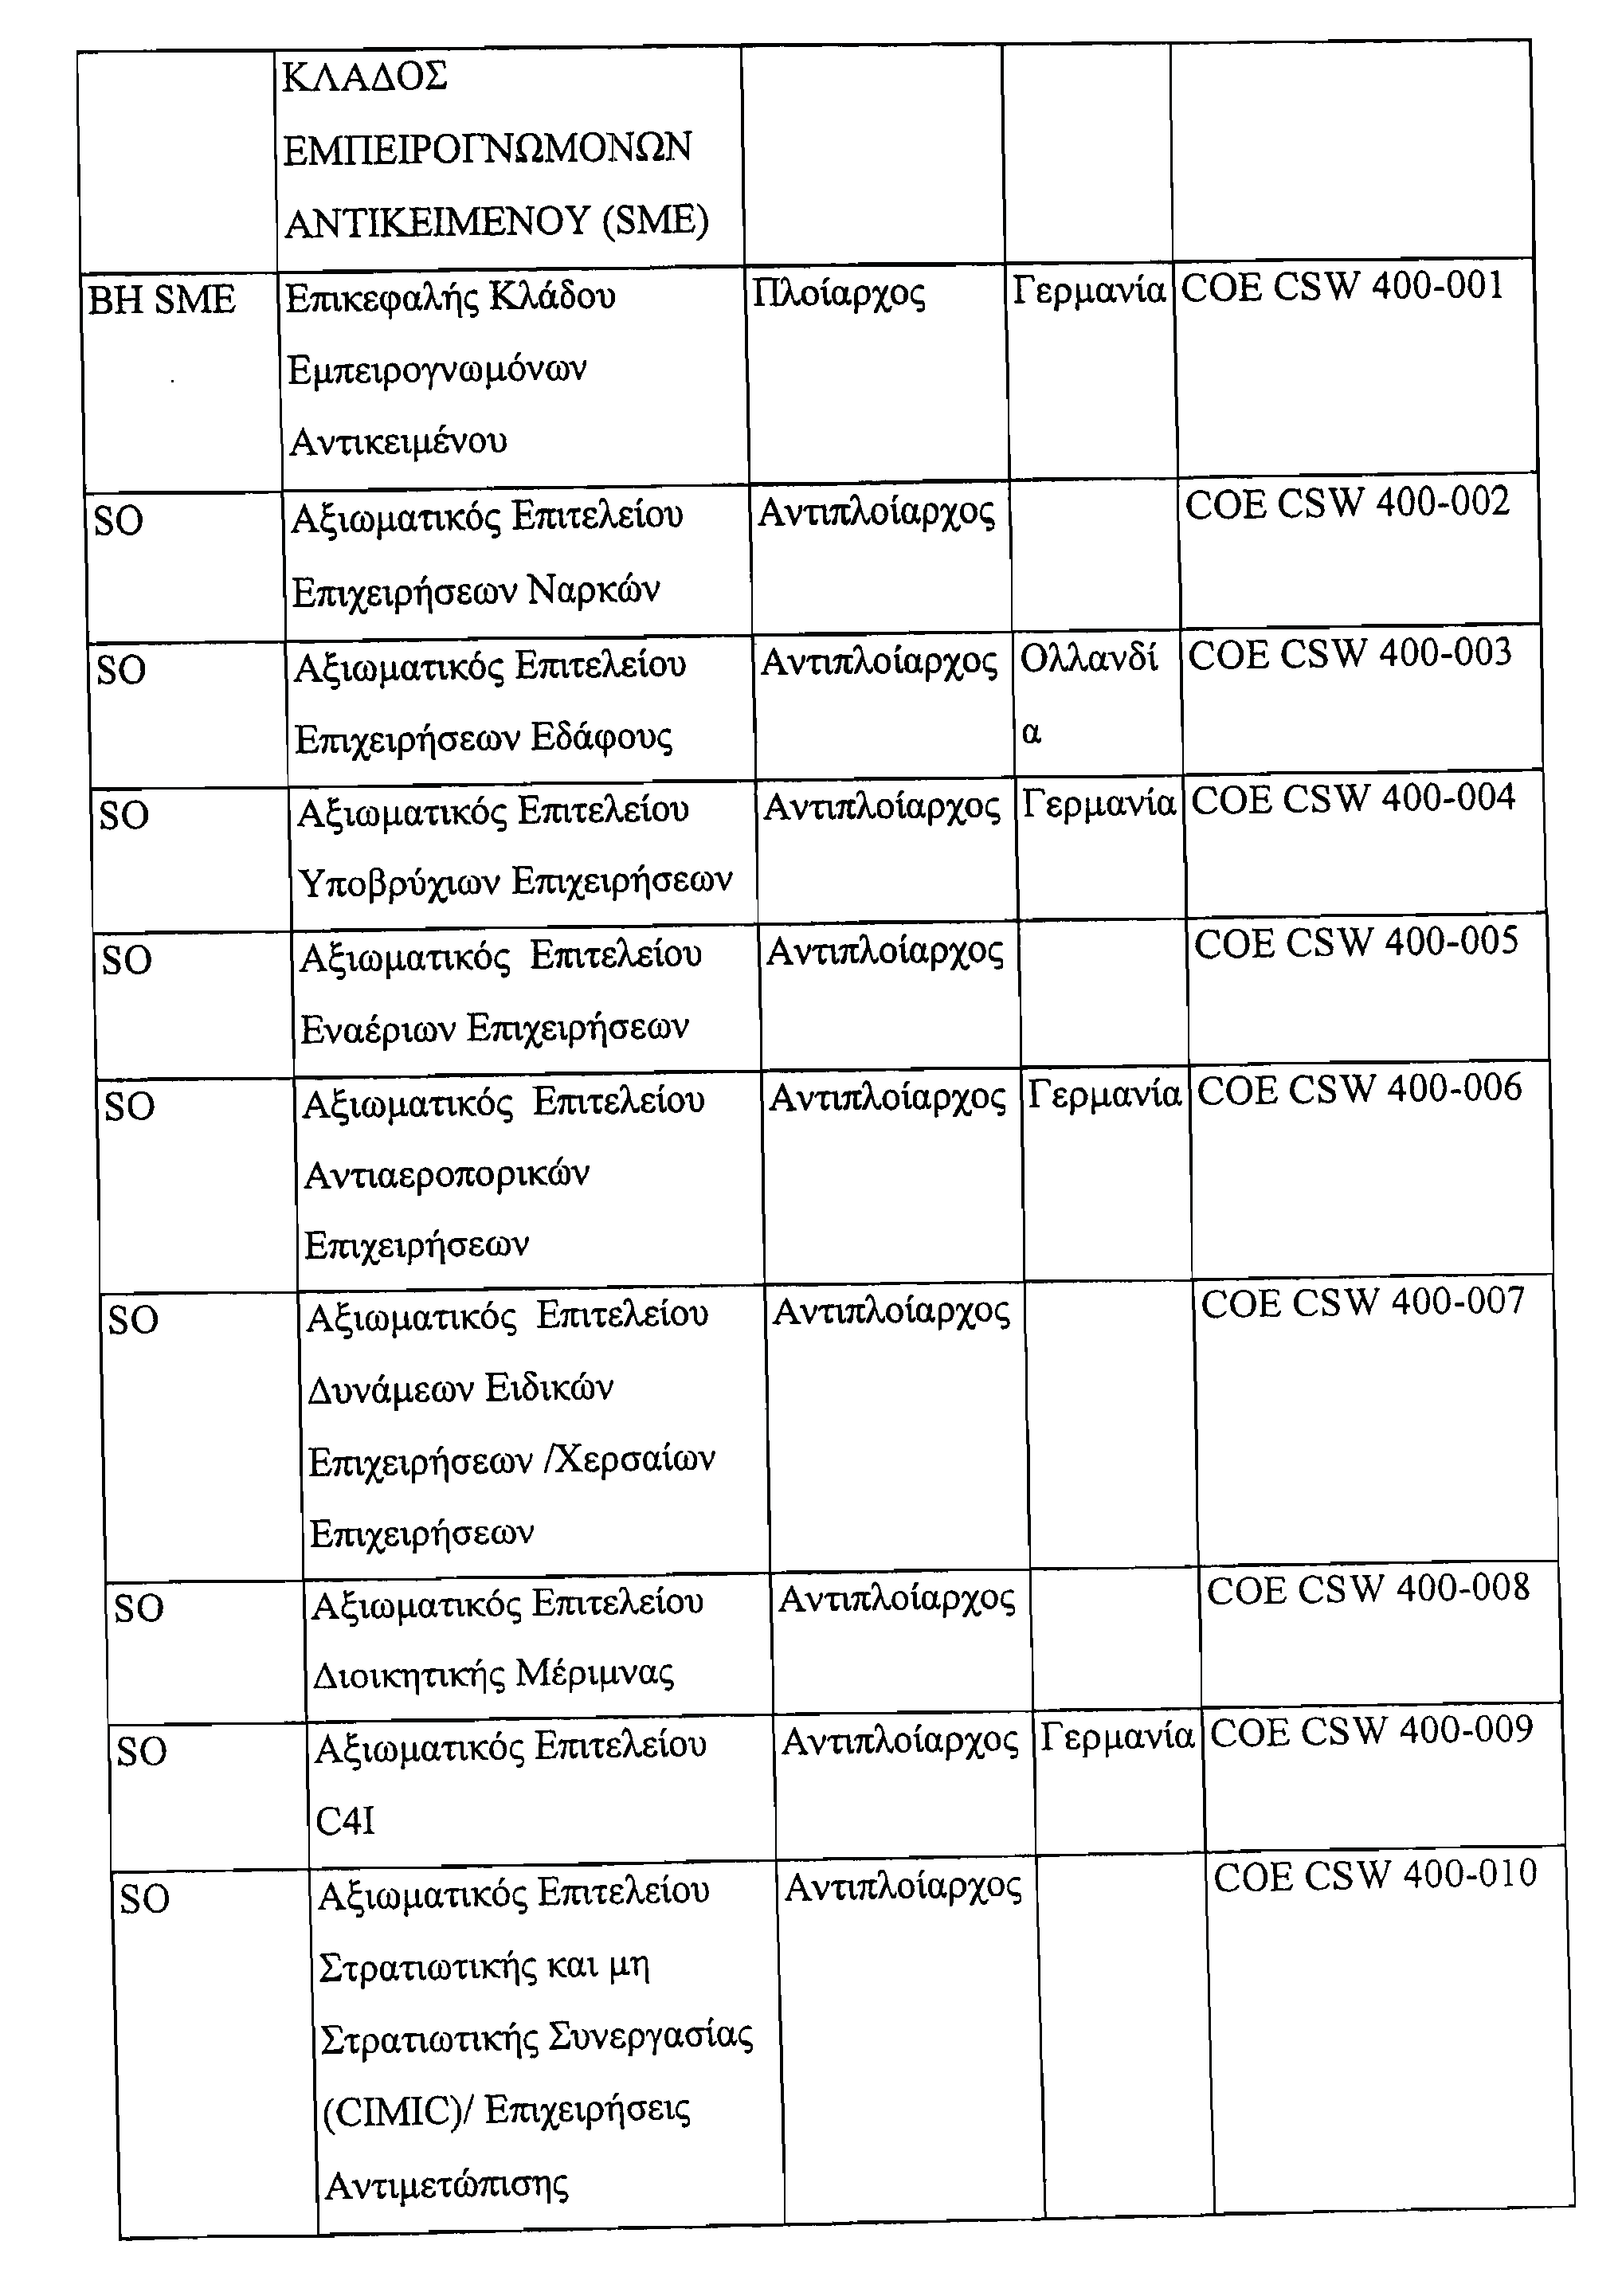 ΚΛΑΔΟΣ
ΕΜΠΕΙΡΟΓΝΩΜΟΝΩΝ
ΑΝΤΙΚΕΙΜΕΝΟΥ (SME)
BH SME Επικεφαλής Κλάδου Πλοίαρχος Γερμανία COE CSW 400-001
Εμπειρογνωμόνων
Αντικειμένου
SO Αξιωματικός Επιτελείου Αντιπλοίαρχος COE CSW 400-002
Επιχειρήσεων Ναρκών
SO Αξιωματικός Επιτελείου Αντιπλοίαρχος Ολλανδί COE CSW 400-003
Επιχειρήσεων Εδάφους α
SO Αξιωματικός Επιτελείου Αντιπλοίαρχος Γερμανία COE CSW 400-004
Υποβρύχιων Επιχειρήσεων
SO Αξιωματικός Επιτελείου Αντιπλοίαρχος COE CSW 400-005
Εναέριων Επιχειρήσεων
SO Αξιωματικός Επιτελείου Αντιπλοίαρχος Γερμανία COE CSW 400-006
Αντιαεροπορικών
Επιχειρήσεων
SO Αξιωματικός Επιτελείου Αντιπλοίαρχος COE CSW 400-007
Δυνάμεων Ειδικών
Επιχειρήσεων /Χερσαίων
Επιχειρήσεων
SO Αξιωματικός Επιτελείου Αντιπλοίαρχος COE CSW 400-008
Διοικητικής Μέριμνας
SO Αξιωματικός Επιτελείου Αντιπλοίαρχος Γερμανία COE CSW 400-009
C4I
SO Αξιωματικός Επιτελείου Αντιπλοίαρχος COE CSW 400-010
Στρατιωτικής και μη
Στρατιωτικής Συνεργασίας
(CIMIC)/ Επιχειρήσεις
Αντιμετώπισης